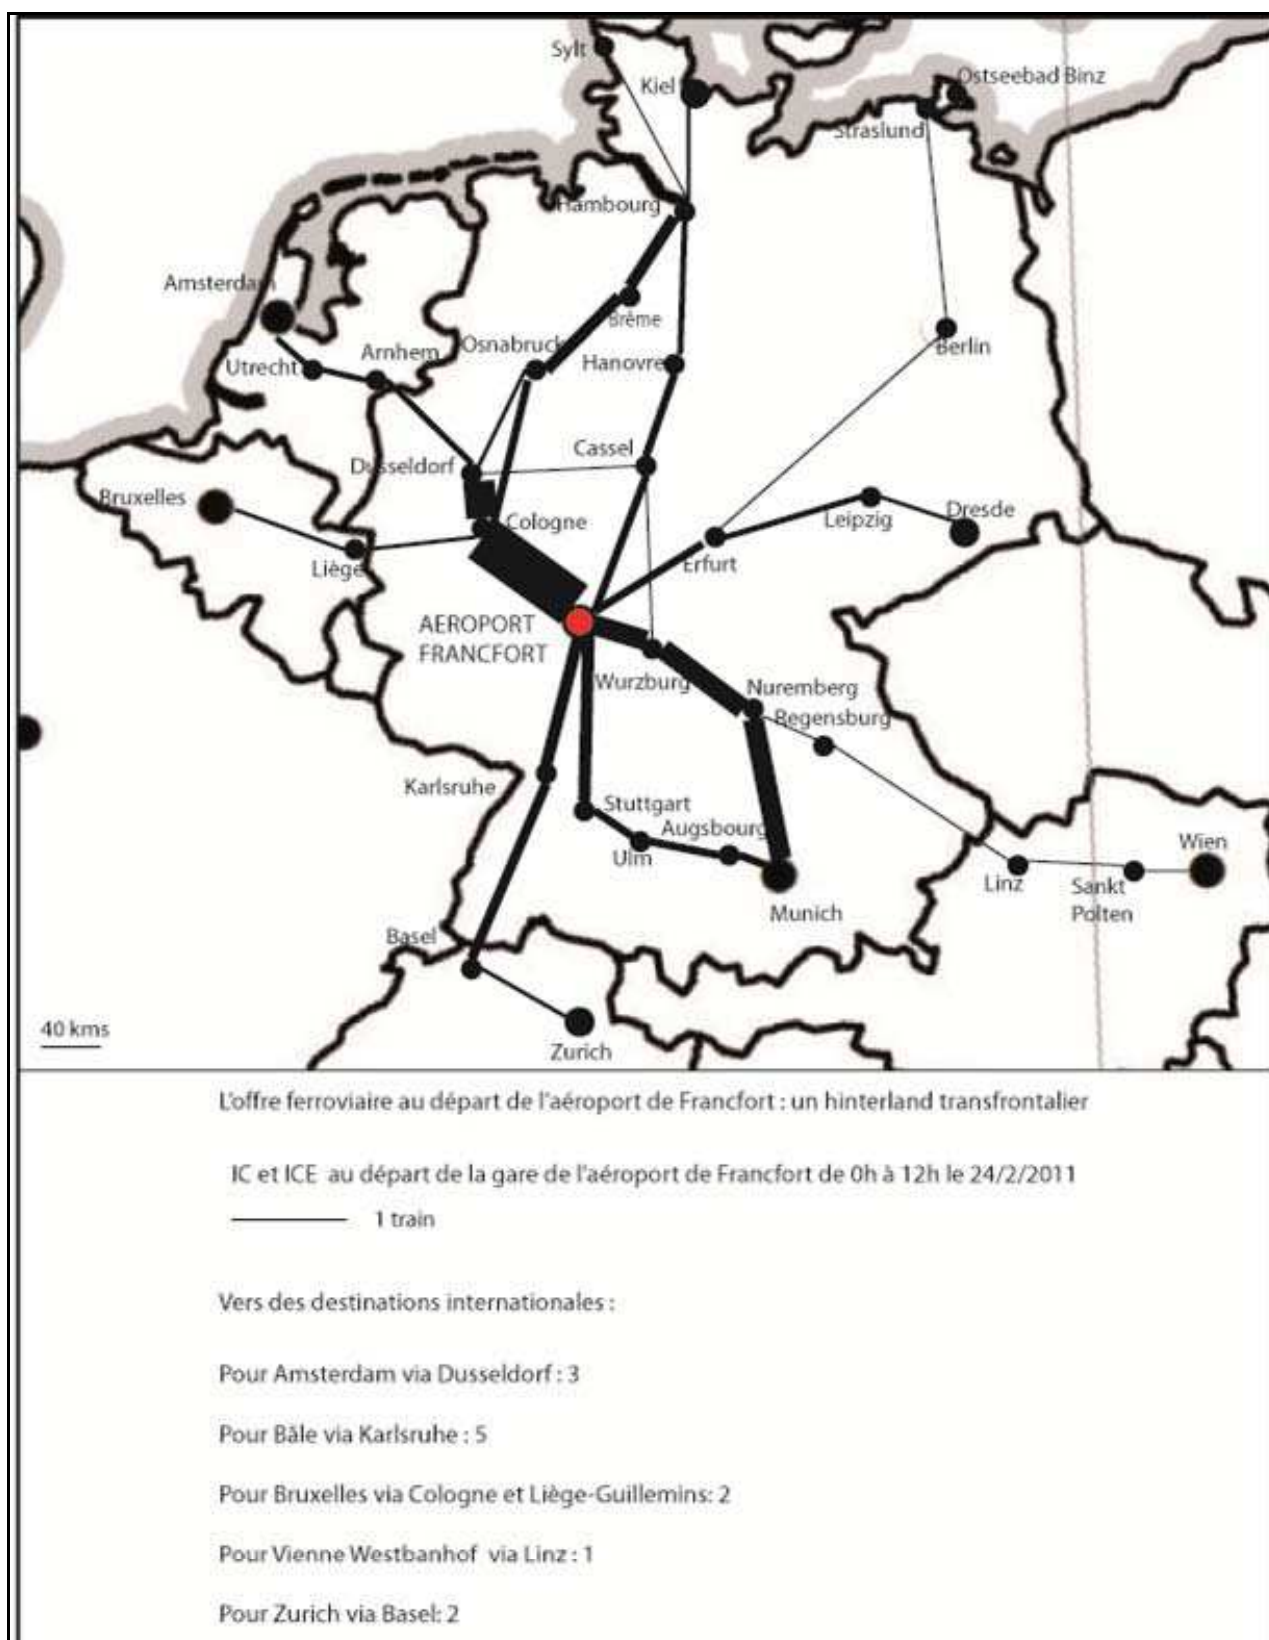 Sylt
Kiel
Ostseebad Binz
Straslund
Hambourg
Amsterdam
Brême
Osnabruck
Utrecht
Arnhem
Hanovre
Berlin
Cassel
Dusseldorf
Bruxelles
Cologne
Leipzig
Dresde
Liège
Erfurt
AEROPORT
FRANCFORT
Wurzburg
Nuremberg
Regensburg
Karlsruhe
Stuttgart
Augsbourg
Ulm
Wien
Linz
Sankt
Polten
Munich
Basel
40 kms
Zurich
L'offre ferroviaire au départ de l'aéroport de Francfort : un hinterland transfrontalier
IC et ICE au départ de la gare de l'aéroport de Francfort de 0h à 12h le 24/2/2011
1 train
Vers des destinations internationales :
Pour Amsterdam via Dusseldorf : 3
Pour Bâle via Karlsruhe : 5
Pour Bruxelles via Cologne et Liège-Guillemins: 2
Pour Vienne Westbanhof via Linz : 1
Pour Zurich via Basel: 2